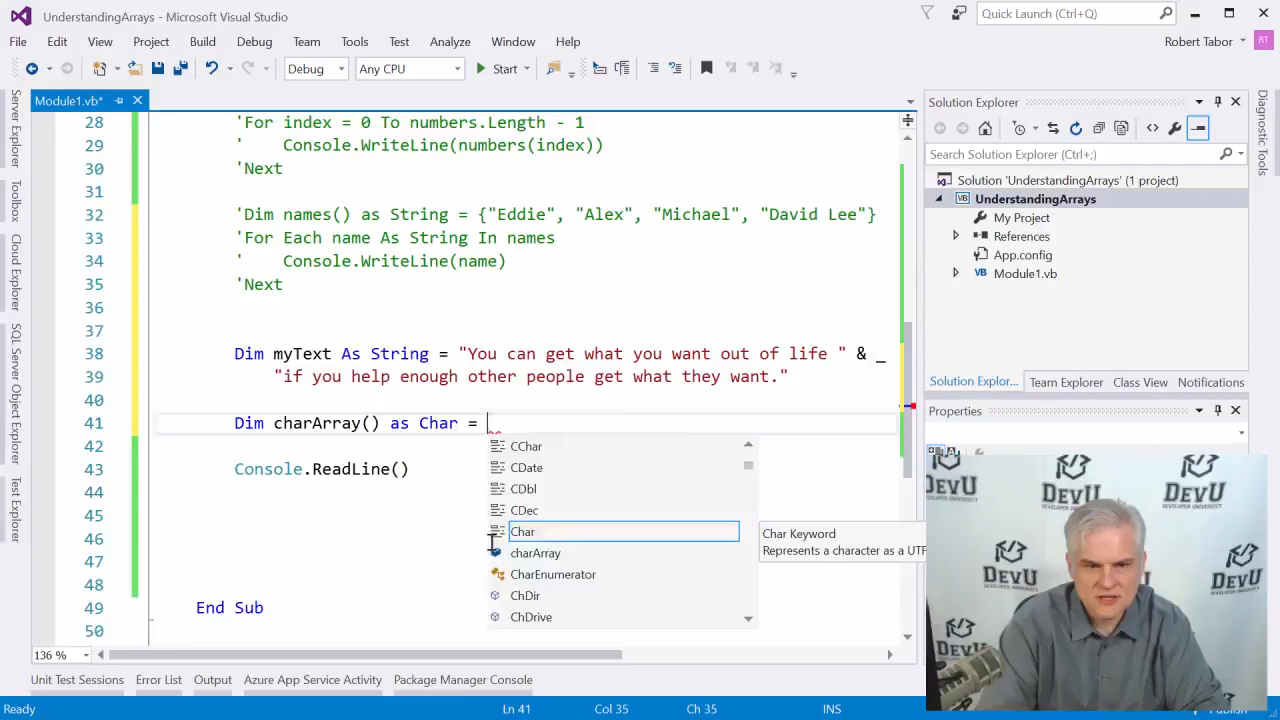 UnderstandingArrays - Microsoft Visual Studio
Quick Launch (Ctrl+Q)
File Edit View Project Build Debug Team Tools Test Analyze Window Help
Robert Tabor RT
Debug Any CPU Start
Server Explorer
Toolbox
Cloud Explorer
SQL Server Object Explorer
Test Explorer
Module1.vb*
28 'For index = 0 To numbers.Length - 1
29 ' Console.WriteLine(numbers(index))
30 'Next
31
32 'Dim names() as String = {"Eddie", "Alex", "Michael", "David Lee"}
33 'For Each name As String In names
34 ' Console.WriteLine(name)
35 'Next
36
37
38 Dim myText As String = "You can get what you want out of life " & _
39 "if you help enough other people get what they want."
40
41 Dim charArray() as Char =
42
43 Console.ReadLine()
44
45
46
47
48
49 End Sub
50
CChar
CDate
CDbl
CDec
Char
charArray
CharEnumerator
ChDir
ChDrive
Char Keyword
Represents a character as a UTF
136 %
Solution Explorer
Search Solution Explorer (Ctrl+;)
Solution 'UnderstandingArrays' (1 project)
UnderstandingArrays
My Project
References
App.config
Module1.vb
Solution Explor... Team Explorer Class View Notifications
Properties
Diagnostic Tools
DevU
DEVELOPER UNIVERSITY
DevU
DEVELOPER UNIVERSITY
DevU
DEVELOPER UNIVERSITY
DevU
DevU
Unit Test Sessions Error List Output Azure App Service Activity Package Manager Console
Ready Ln 41 Col 35 Ch 35 INS Publish